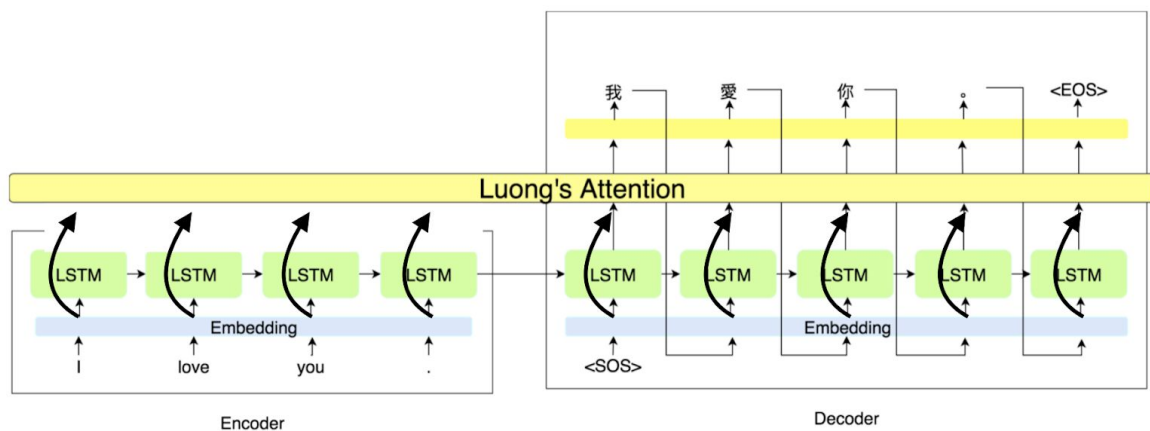 我 愛 你 。 <EOS>
Luong's Attention
LSTM LSTM LSTM LSTM LSTM LSTM LSTM LSTM LSTM
Embedding Embedding
I love you . <SOS>
Encoder Decoder